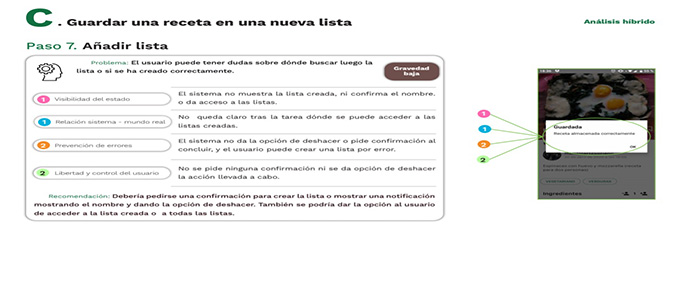 C . Guardar una receta en una nueva lista
Análisis híbrido
Paso 7. Añadir lista
Problema: El usuario puede tener dudas sobre dónde buscar luego la
lista o si se ha creado correctamente.
Gravedad
baja
1 Visibilidad del estado
El sistema no muestra la lista creada, ni confirma el nombre.
o da acceso a las listas.
1 Relación sistema - mundo real
No queda claro tras la tarea dónde se puede acceder a las
listas creadas.
2 Prevención de errores
El sistema no da la opción de deshacer o pide confirmación al
concluir, y el usuario puede crear una lista por error.
2 Libertad y control del usuario
No se pide ninguna confirmación ni se da opción de deshacer
la acción llevada a cabo.
Recomendación: Debería pedirse una confirmación para crear la lista o mostrar una notificación
mostrando el nombre y dando la opción de deshacer. También se podría dar la opción al usuario
de acceder a la lista creada o a todas las listas.
1
1
2
2
Guardada
Receta almacenada correctamente
OK
Ingredientes
1